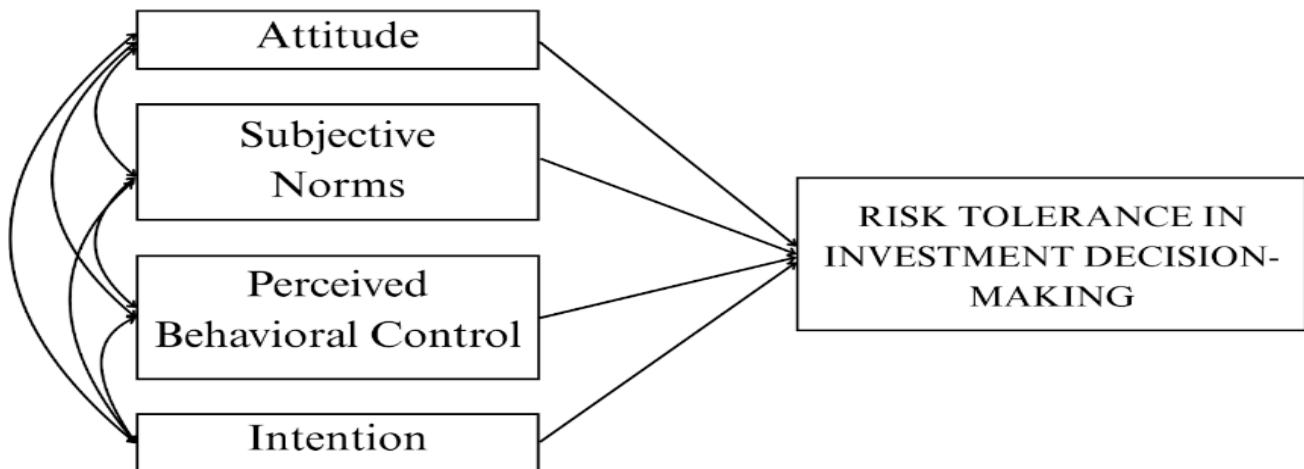 Attitude
Subjective
Norms
Perceived
Behavioral Control
Intention
RISK TOLERANCE IN
INVESTMENT DECISION-
MAKING